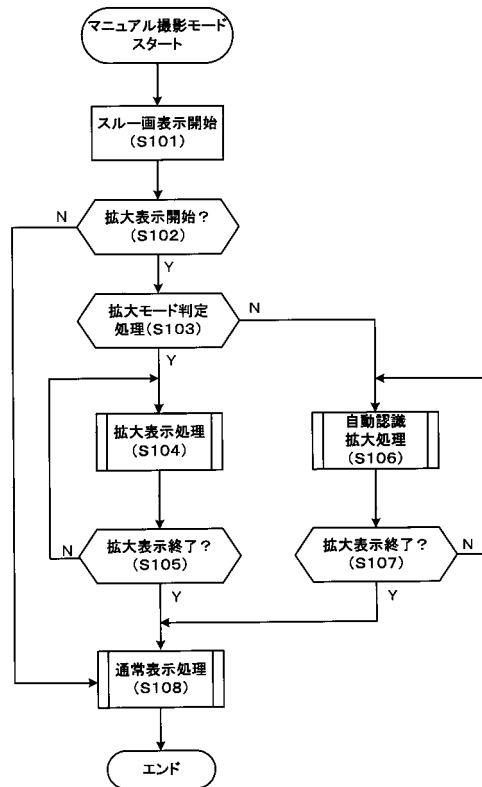 マニュアル撮影モード
スタート
スルー画表示開始
(S101)
N
拡大表示開始？
(S102)
Y
拡大モード判定
処理(S103)
N
Y
拡大表示処理
(S104)
自動認識
拡大処理
(S106)
N
拡大表示終了？
(S105)
拡大表示終了？
(S107)
N
Y
Y
通常表示処理
(S108)
エンド